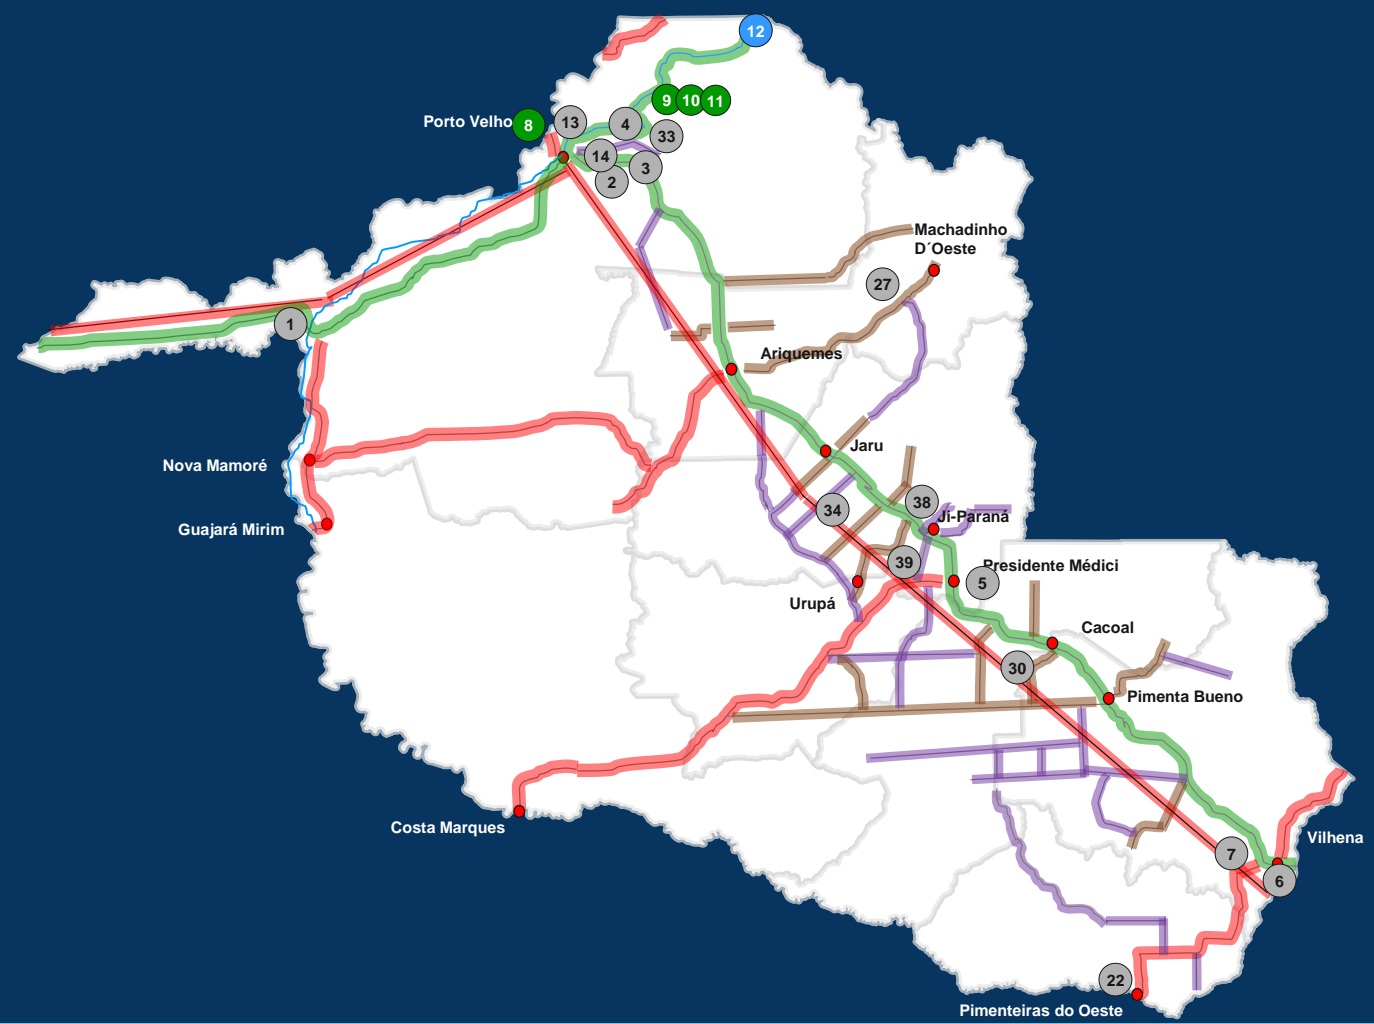 12
9 10 11
Porto Velho 8 13 4
33
14
3
2
Machadinho
D´Oeste
27
1
Ariquemes
Jaru
Nova Mamoré
34
38
Ji-Paraná
Guajará Mirim
39
Presidente Médici
5
Urupá
Cacoal
30
Pimenta Bueno
Costa Marques
Vilhena
7
6
22
Pimenteiras do Oeste